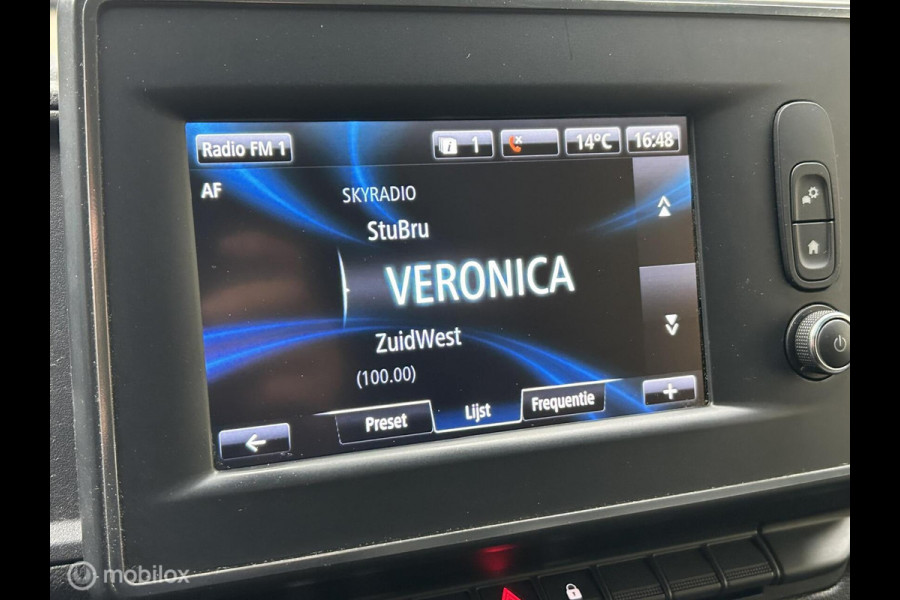 Radio FM 1
i 1
14°C
16:48
AF
SKYRADIO
StuBru
VERONICA
ZuidWest
(100.00)
Preset
Lijst
Frequentie
+
mobilox